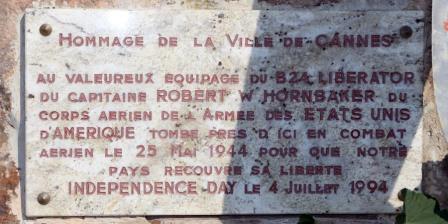 HOMMAGE DE LA VILLE DE CANNES
AU VALEUREUX EQUIPAGE DU B24 LIBERATOR
DU CAPITAINE ROBERT W HORNBAKER DU
CORPS AERIEN DE L'ARMEE DES ETATS UNIS
D'AMERIQUE TOMBE PRES D'ICI EN COMBAT
AERIEN LE 25 MAI 1944 POUR QUE NOTRE
PAYS RECOUVRE SA LIBERTE
INDEPENDENCE DAY LE 4 JUILLET 1994